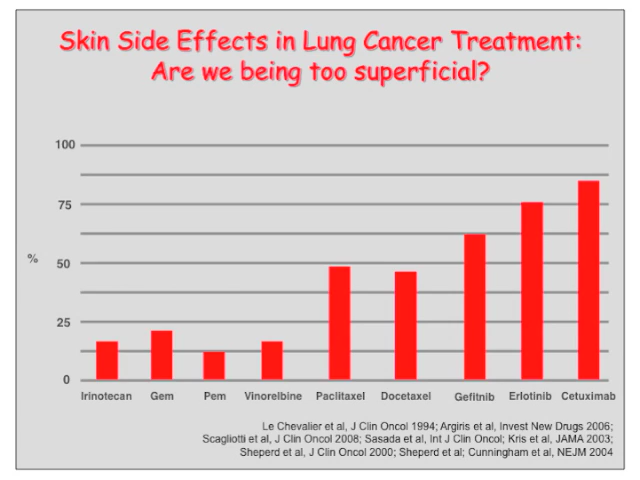 Skin Side Effects in Lung Cancer Treatment:
Are we being too superficial?
100
75
%
50
25
0
Irinotecan Gem Pem Vinorelbine Paclitaxel Docetaxel Gefitnib Erlotinib Cetuximab
Le Chevalier et al, J Clin Oncol 1994; Argiris et al, Invest New Drugs 2006;
Scagliotti et al, J Clin Oncol 2008; Sasada et al, Int J Clin Oncol; Kris et al, JAMA 2003;
Sheperd et al, J Clin Oncol 2000; Sheperd et al; Cunningham et al, NEJM 2004